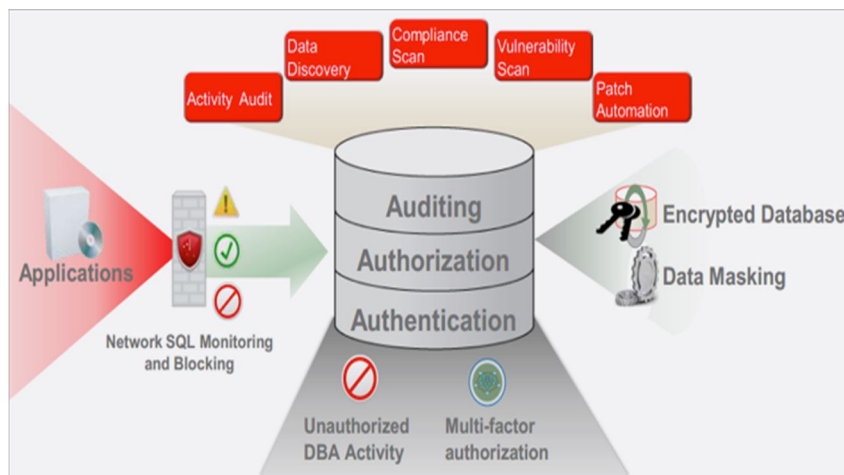 Data
Discovery
Compliance
Scan
Vulnerability
Scan
Activity Audit
Patch
Automation
Applications
Network SQL Monitoring
and Blocking
Auditing
Authorization
Authentication
Encrypted Database
Data Masking
Unauthorized
DBA Activity
Multi-factor
authorization